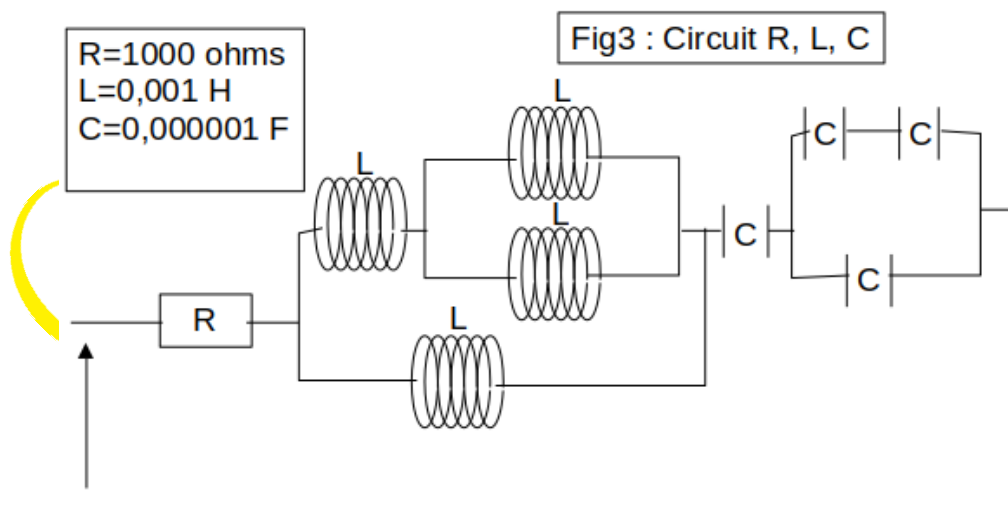 Fig3 : Circuit R, L, C
R=1000 ohms
L=0,001 H
C=0,000001 F
L
L
L
L
R
C
C
C
C